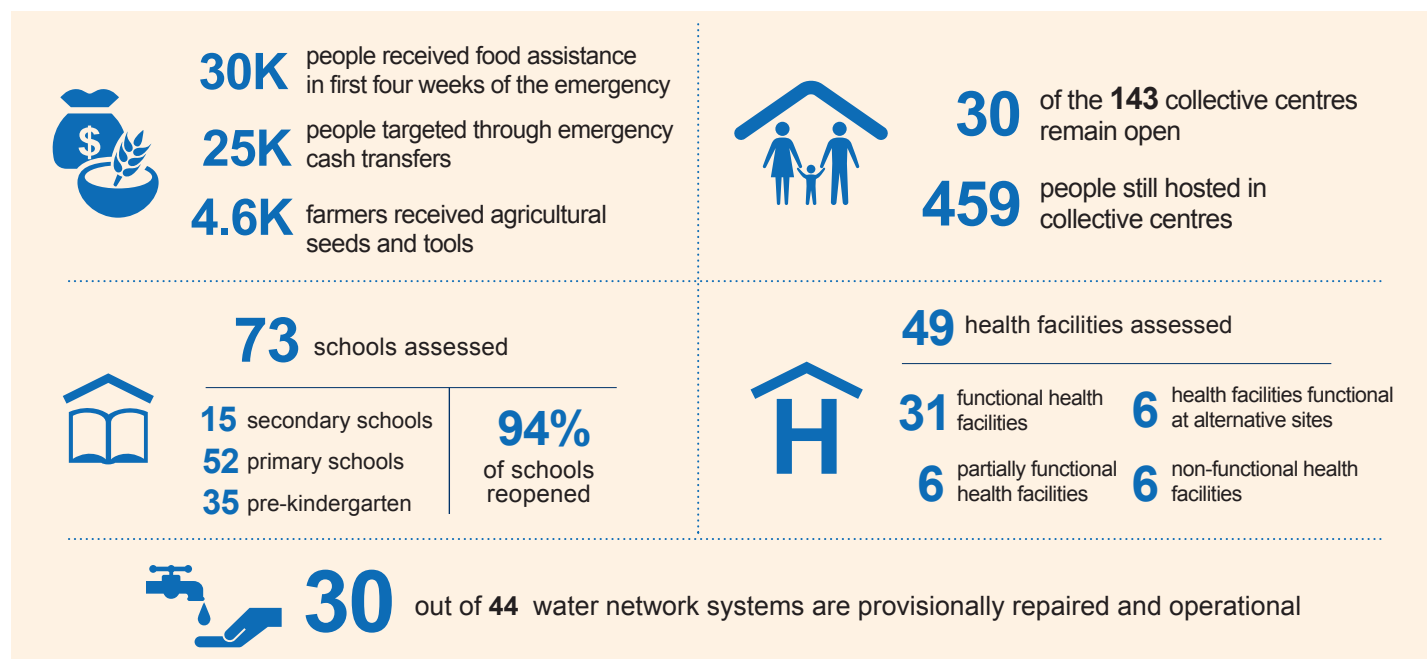 30K people received food assistance
in first four weeks of the emergency
25K people targeted through emergency
cash transfers
4.6K farmers received agricultural
seeds and tools
$
30 of the 143 collective centres
remain open
459 people still hosted in
collective centres
73 schools assessed
15 secondary schools
52 primary schools
35 pre-kindergarten
94%
of schools
reopened
49 health facilities assessed
H
31 functional health
facilities
6 health facilities functional
at alternative sites
6 partially functional
health facilities
6 non-functional health
facilities
30 out of 44 water network systems are provisionally repaired and operational